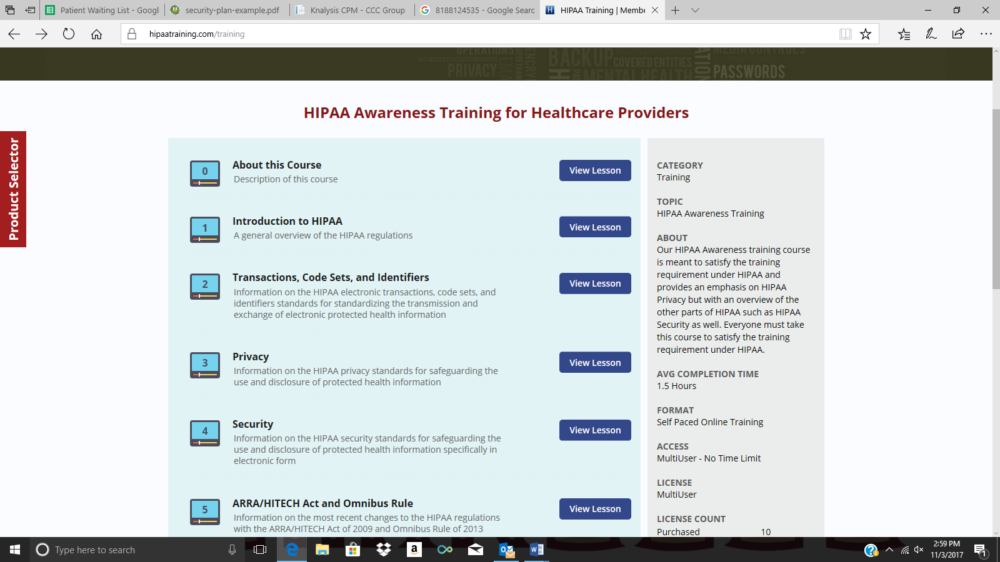 Patient Waiting List - Googl
security-plan-example.pdf
Knalysis CPM - CCC Group
8188124535 - Google Searc
HIPAA Training | Membe
hipaatraining.com/training
OPERATIONS
PRIVACY
BACKUP
COVERED ENTITIES
MENTAL HEALTH
MEDIA CONTROLS
PASSWORDS
HIPAA Awareness Training for Healthcare Providers
Product Selector
0
About this Course
Description of this course
View Lesson
1
Introduction to HIPAA
A general overview of the HIPAA regulations
View Lesson
2
Transactions, Code Sets, and Identifiers
Information on the HIPAA electronic transactions, code sets, and
identifiers standards for standardizing the transmission and
exchange of electronic protected health information
View Lesson
3
Privacy
Information on the HIPAA privacy standards for safeguarding the
use and disclosure of protected health information
View Lesson
4
Security
Information on the HIPAA security standards for safeguarding the
use and disclosure of protected health information specifically in
electronic form
View Lesson
5
ARRA/HITECH Act and Omnibus Rule
Information on the most recent changes to the HIPAA regulations
with the ARRA/HITECH Act of 2009 and Omnibus Rule of 2013
View Lesson
CATEGORY
Training
TOPIC
HIPAA Awareness Training
ABOUT
Our HIPAA Awareness training course
is meant to satisfy the training
requirement under HIPAA and
provides an emphasis on HIPAA
Privacy but with an overview of the
other parts of HIPAA such as HIPAA
Security as well. Everyone must take
this course to satisfy the training
requirement under HIPAA.
AVG COMPLETION TIME
1.5 Hours
FORMAT
Self Paced Online Training
ACCESS
MultiUser - No Time Limit
LICENSE
MultiUser
LICENSE COUNT
Purchased 10
Type here to search
2:59 PM
11/3/2017
1